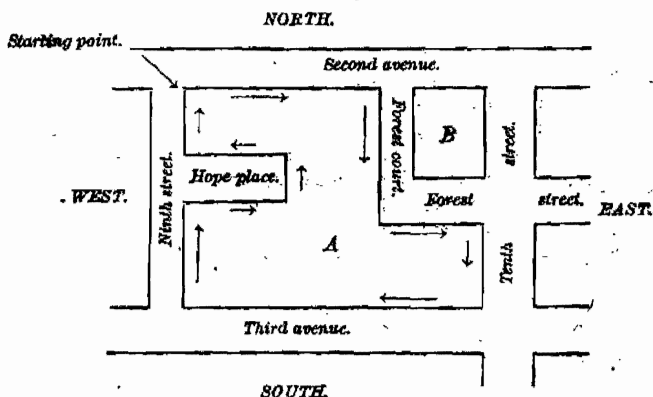 NORTH.
Starting point.
Second avenue.
Forest court.
B
street.
Ninth street.
Hope place.
WEST.
Forest
street.
EAST.
A
Tenth
Third avenue.
SOUTH.